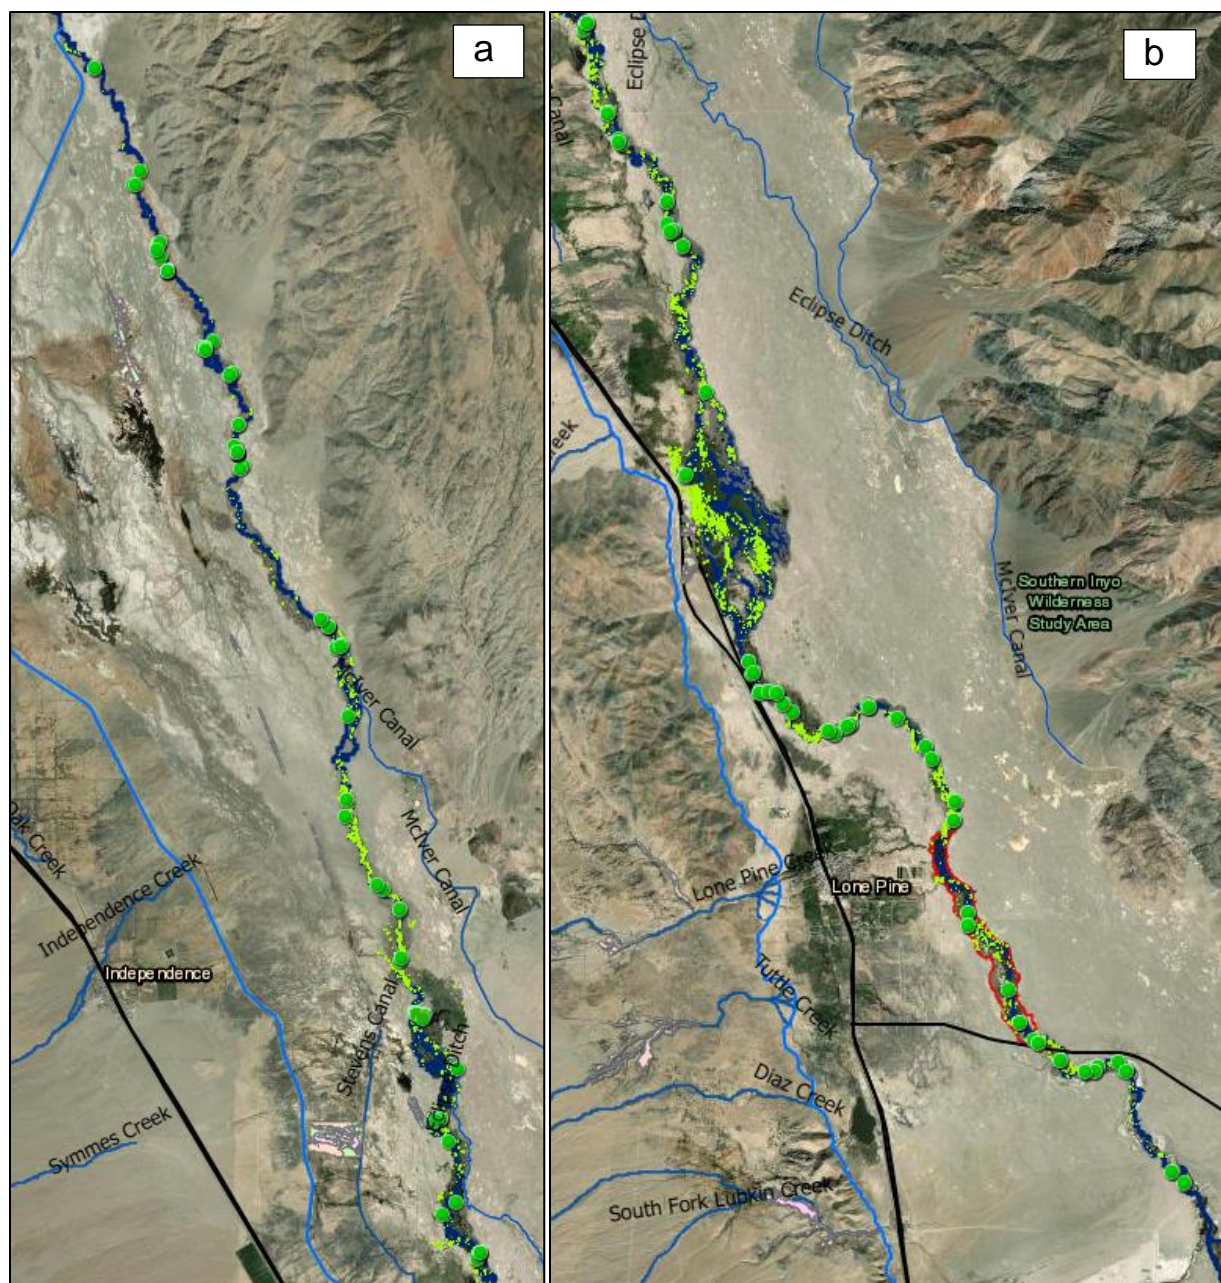 a
McIver Canal
McIver Canal
Oak Creek
Independence Creek
Independence
Stevens Canal
Ditch
Symmes Creek
b
Eclipse D
Canal
Eclipse Ditch
eek
McIver Canal
Southern Inyo
Wilderness
Study Area
Lone Pine Creek
Lone Pine
Tuttle Creek
Diaz Creek
South Fork Lubkin Creek